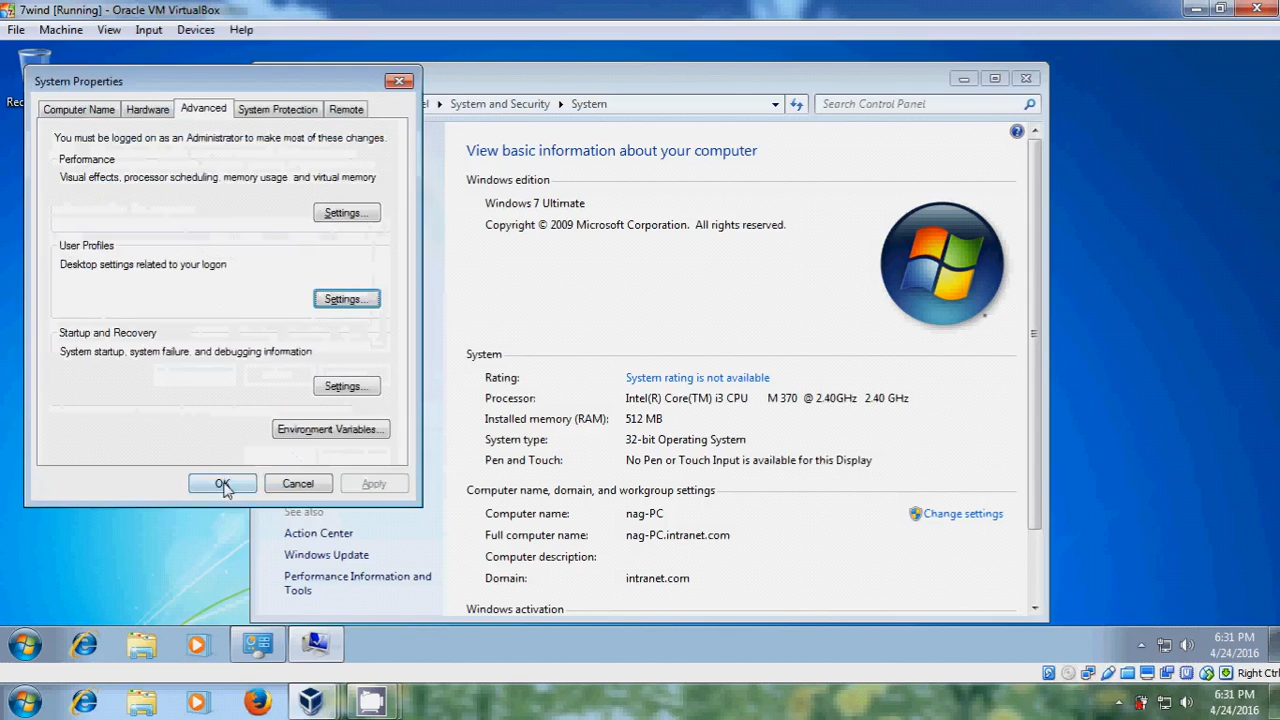 7wind [Running] - Oracle VM VirtualBox
File Machine View Input Devices Help
Rec
System Properties
Computer Name Hardware Advanced System Protection Remote
You must be logged on as an Administrator to make most of these changes.
Performance
Visual effects, processor scheduling, memory usage, and virtual memory
Settings...
User Profiles
Desktop settings related to your logon
Settings...
Startup and Recovery
System startup, system failure, and debugging information
Settings...
Environment Variables...
OK Cancel Apply
el System and Security System
Search Control Panel
View basic information about your computer
Windows edition
Windows 7 Ultimate
Copyright © 2009 Microsoft Corporation. All rights reserved.
System
Rating: System rating is not available
Processor: Intel(R) Core(TM) i3 CPU M 370 @ 2.40GHz 2.40 GHz
Installed memory (RAM): 512 MB
System type: 32-bit Operating System
Pen and Touch: No Pen or Touch Input is available for this Display
Computer name, domain, and workgroup settings
Computer name: nag-PC Change settings
Full computer name: nag-PC.intranet.com
Computer description:
Domain: intranet.com
Windows activation
See also
Action Center
Windows Update
Performance Information and
Tools
6:31 PM
4/24/2016
Right Ctrl
6:31 PM
4/24/2016